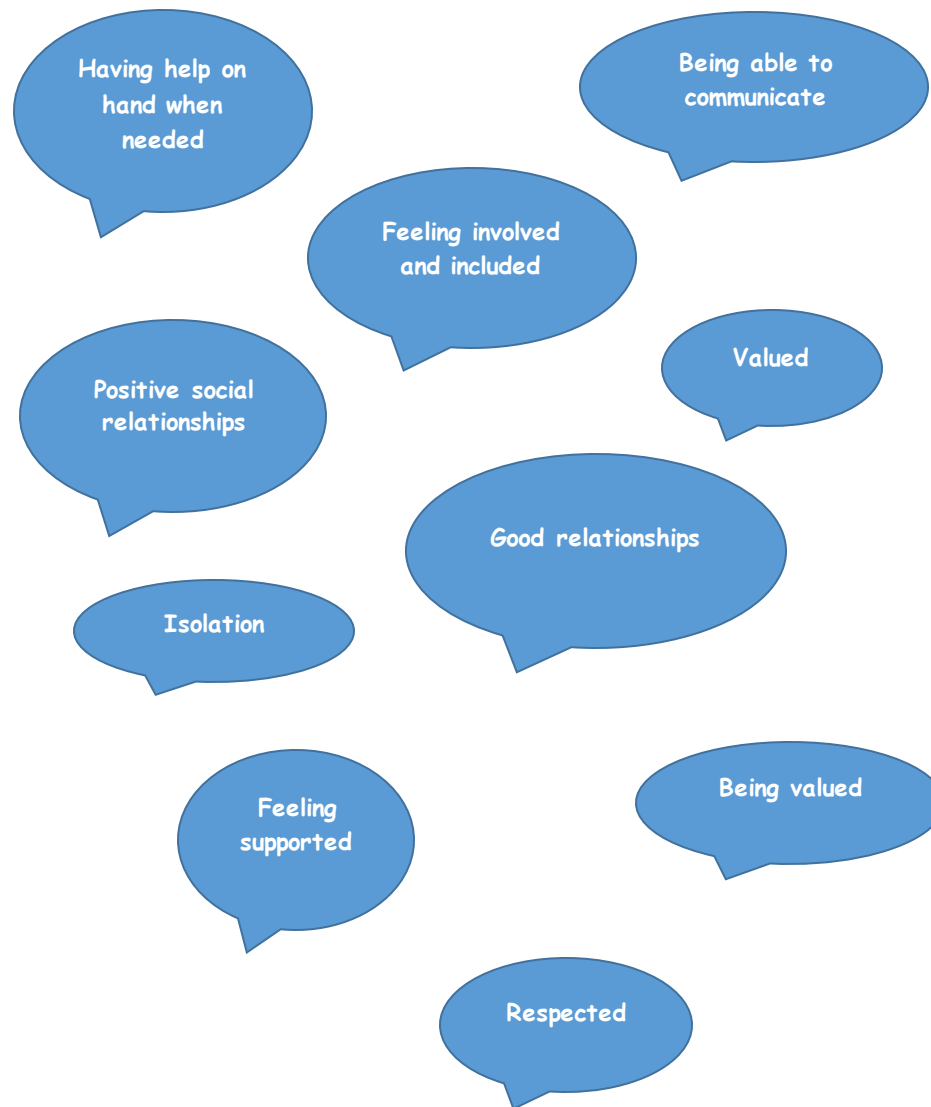 Having help on
hand when
needed
Being able to
communicate
Feeling involved
and included
Valued
Positive social
relationships
Good relationships
Isolation
Feeling
supported
Being valued
Respected